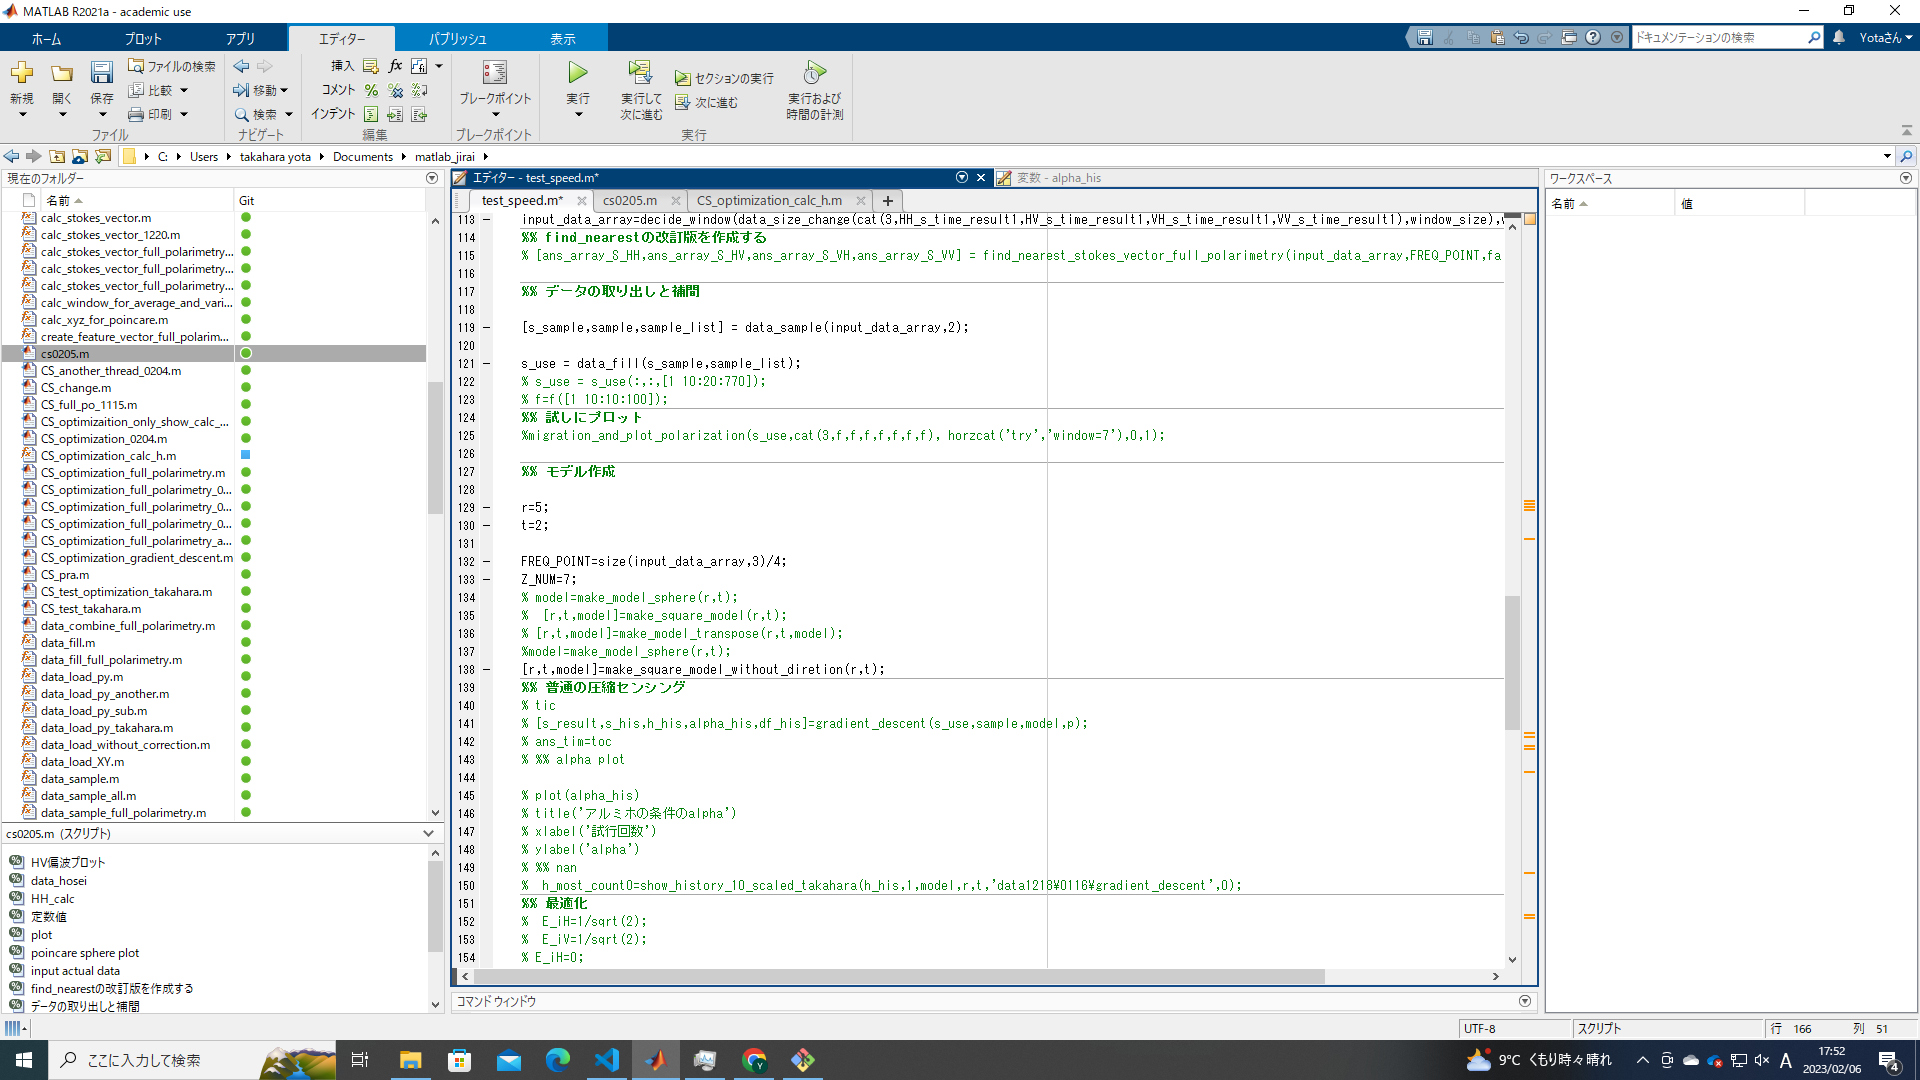 MATLAB R2021a - academic use
ホーム
プロット
アプリ
エディター
パブリッシュ
表示
ドキュメンテーションの検索
Yotaさん
新規
開く
保存
ファイルの検索
比較
印刷
ファイル
移動
検索
ナビゲート
挿入
コメント
インデント
編集
ブレークポイント
ブレークポイント
実行
実行して
次に進む
セクションの実行
次に進む
実行および
時間の計測
実行
C:
Users
takahara yota
Documents
matlab_jirai
現在のフォルダー
名前
Git
calc_stokes_vector.m
calc_stokes_vector_1220.m
calc_stokes_vector_full_polarimetry...
calc_stokes_vector_full_polarimetry...
calc_stokes_vector_full_polarimetry...
calc_window_for_average_and_vari...
calc_xyz_for_poincare.m
create_feature_vector_full_polarim...
cs0205.m
CS_another_thread_0204.m
CS_change.m
CS_full_po_1115.m
CS_optimizaition_only_show_calc_...
CS_optimization_0204.m
CS_optimization_calc_h.m
CS_optimization_full_polarimetry.m
CS_optimization_full_polarimetry_0...
CS_optimization_full_polarimetry_0...
CS_optimization_full_polarimetry_0...
CS_optimization_full_polarimetry_a...
CS_optimization_gradient_descent.m
CS_pra.m
CS_test_optimization_takahara.m
CS_test_takahara.m
data_combine_full_polarimetry.m
data_fill.m
data_fill_full_polarimetry.m
data_load_py.m
data_load_py_another.m
data_load_py_sub.m
data_load_py_takahara.m
data_load_without_correction.m
data_load_XY.m
data_sample.m
data_sample_all.m
data_sample_full_polarimetry.m
cs0205.m (スクリプト)
HV偏波プロット
data_hosei
HH_calc
定数値
plot
poincare sphere plot
input actual data
find_nearestの改訂版を作成する
データの取り出しと補間
エディター - test_speed.m*
変数 - alpha_his
test_speed.m*
cs0205.m
CS_optimization_calc_h.m
113 input_data_array=decide_window(data_size_change(cat(3,HH_s_time_result1,HV_s_time_result1,VH_s_time_result1,VV_s_time_result1),window_size),
114 %% find_nearestの改訂版を作成する
115 % [ans_array_S_HH,ans_array_S_HV,ans_array_S_VH,ans_array_S_VV] = find_nearest_stokes_vector_full_polarimetry(input_data_array,FREQ_POINT,fa
116
117 %% データの取り出しと補間
118
119 [s_sample,sample,sample_list] = data_sample(input_data_array,2);
120
121 s_use = data_fill(s_sample,sample_list);
122 % s_use = s_use(:,:,[1 10:20:770]);
123 % f=f([1 10:10:100]);
124 %% 試しにプロット
125 %migration_and_plot_polarization(s_use,cat(3,f,f,f,f,f,f,f), horzcat('try','window=7'),0,1);
126
127 %% モデル作成
128
129 r=5;
130 t=2;
131
132 FREQ_POINT=size(input_data_array,3)/4;
133 Z_NUM=7;
134 % model=make_model_sphere(r,t);
135 %  [r,t,model]=make_square_model(r,t);
136 % [r,t,model]=make_model_transpose(r,t,model);
137 %model=make_model_sphere(r,t);
138 [r,t,model]=make_square_model_without_diretion(r,t);
139 %% 普通の圧縮センシング
140 % tic
141 % [s_result,s_his,h_his,alpha_his,df_his]=gradient_descent(s_use,sample,model,p);
142 % ans_tim=toc
143 % %% alpha plot
144
145 % plot(alpha_his)
146 % title('アルミホの条件のalpha')
147 % xlabel('試行回数')
148 % ylabel('alpha')
149 % %% nan
150 %  h_most_count0=show_history_10_scaled_takahara(h_his,1,model,r,t,'data1218¥0116¥gradient_descent',0);
151 %% 最適化
152 %  E_iH=1/sqrt(2);
153 %  E_iV=1/sqrt(2);
154 % E_iH=0;
コマンド ウィンドウ
ワークスペース
名前
値
UTF-8
スクリプト
行 166
列 51
ここに入力して検索
9°C くもり時々晴れ
A
17:52
2023/02/06
4